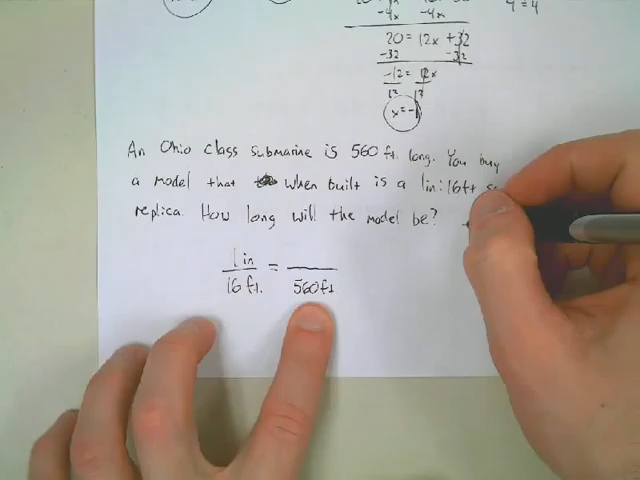 4 = 4
-4x -4x
20 = 12x + 32
-32 -32
-12 = 12x
12 12
x = -1
An Ohio class submarine is 560 ft. long. You buy
a model that when built is a 1in:16ft
replica. How long will the model be?
1 in = 
16 ft. 560 ft